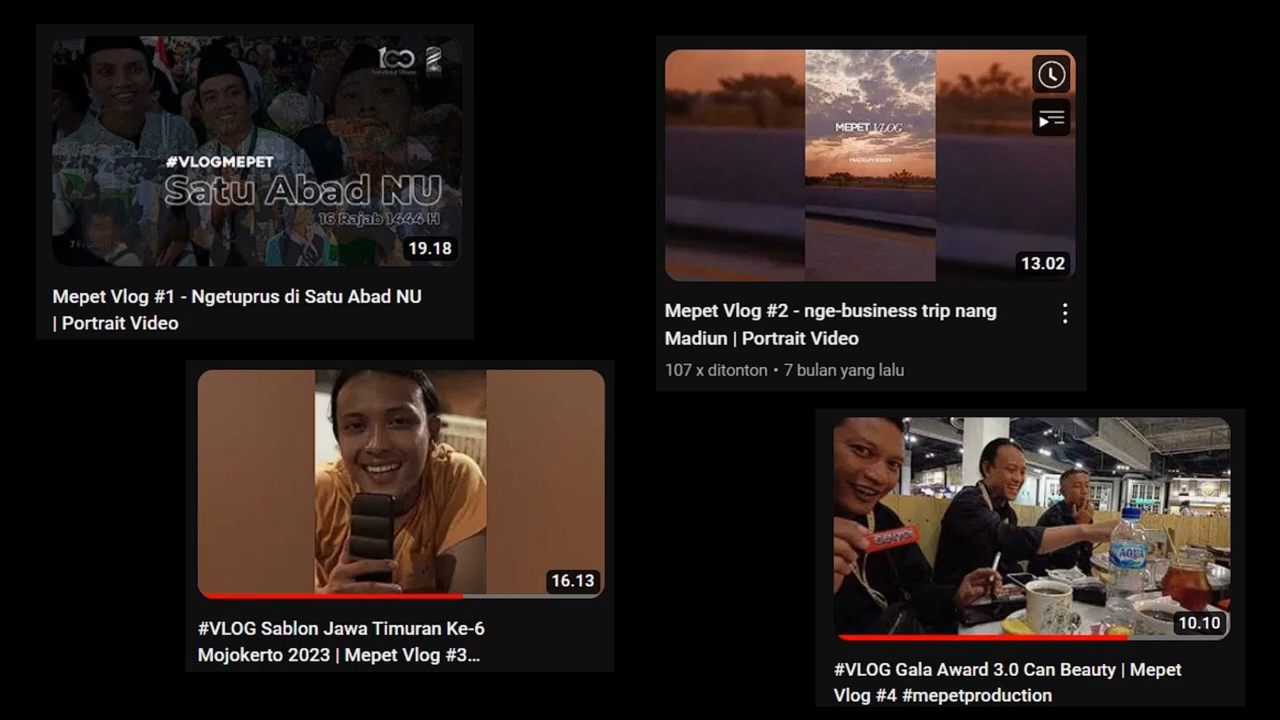 100
#VLOGMEPET
Satu Abad NU
16 Rajab 1444 H
19.18
Mepet Vlog #1 - Ngetuprus di Satu Abad NU
| Portrait Video
MEPET VLOG
13.02
Mepet Vlog #2 - nge-business trip nang
Madiun | Portrait Video
107 x ditonton • 7 bulan yang lalu
16.13
#VLOG Sablon Jawa Timuran Ke-6
Mojokerto 2023 | Mepet Vlog #3...
AQUA
10.10
#VLOG Gala Award 3.0 Can Beauty | Mepet
Vlog #4 #mepetproduction